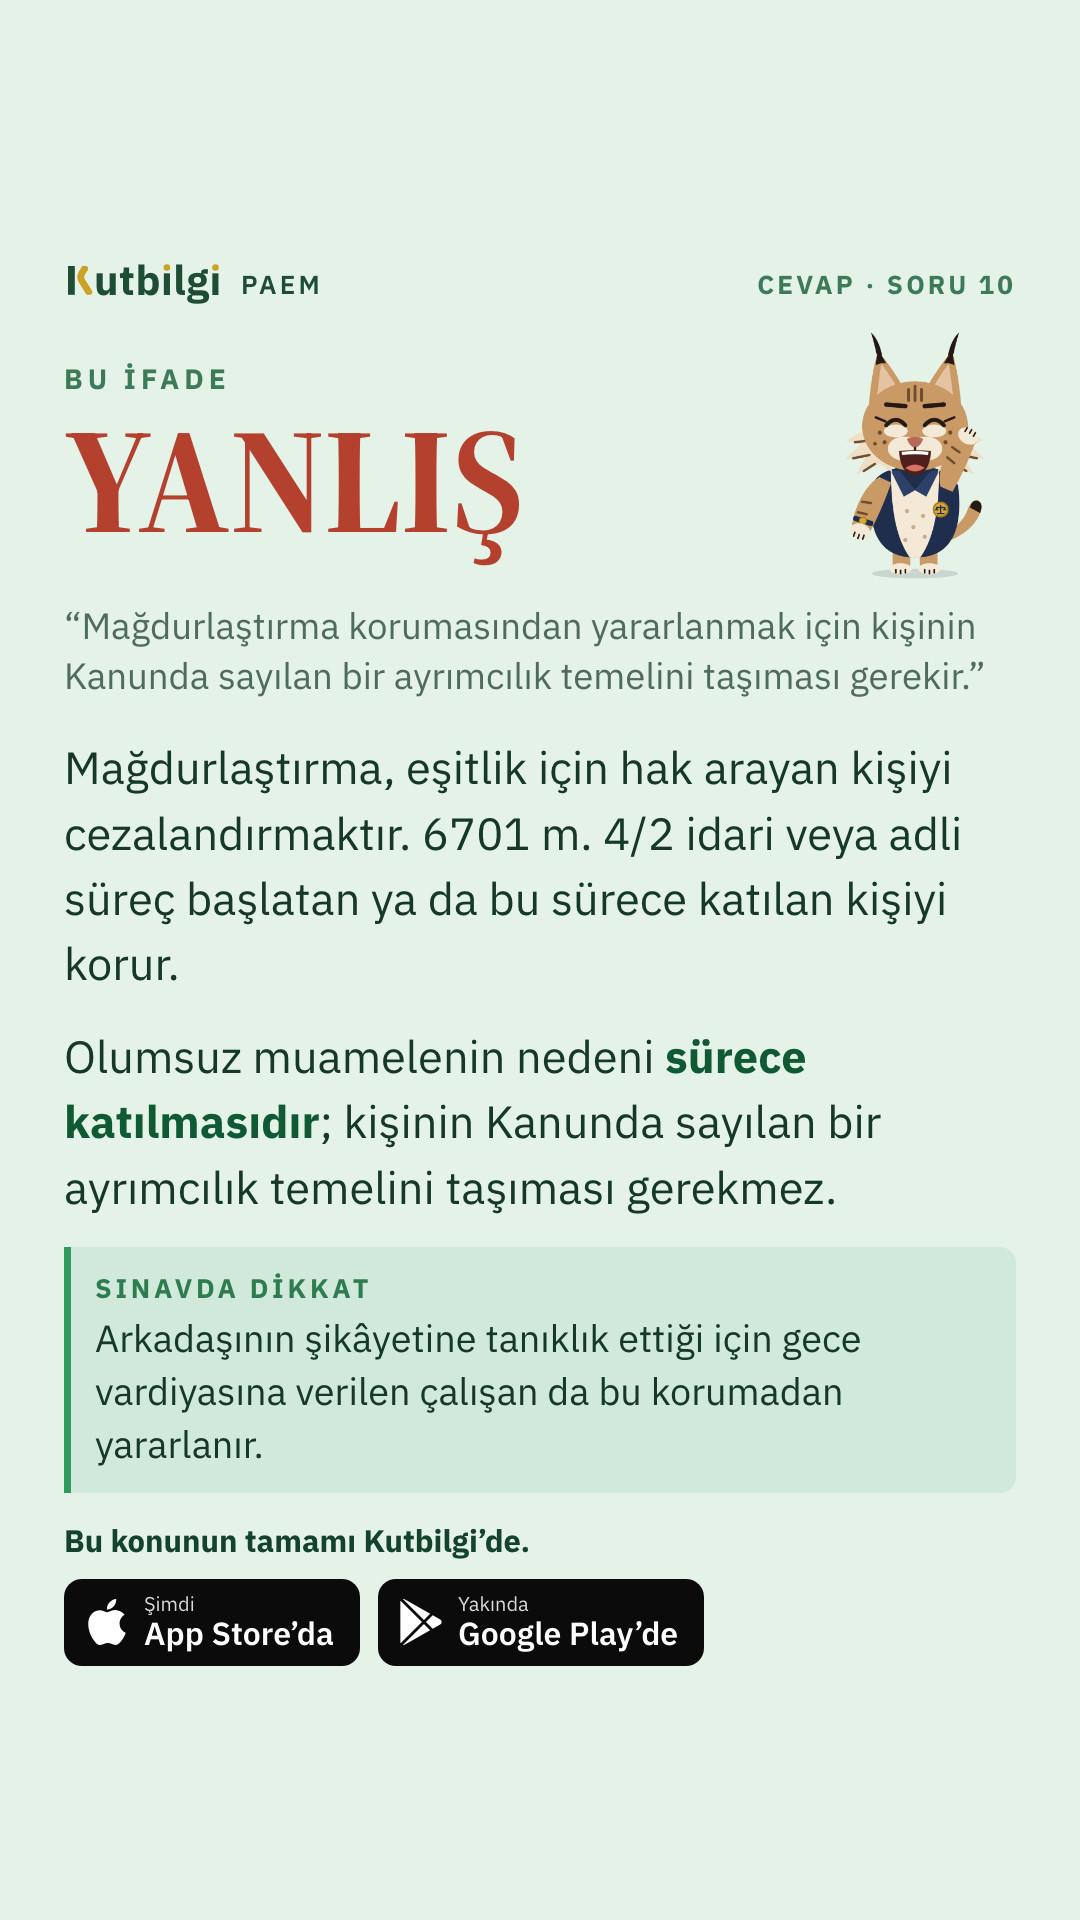 Kutbilgi PAEM
CEVAP · SORU 10
BU İFADE
YANLIŞ
“Mağdurlaştırma korumasından yararlanmak için kişinin
Kanunda sayılan bir ayrımcılık temelini taşıması gerekir.”
Mağdurlaştırma, eşitlik için hak arayan kişiyi
cezalandırmaktır. 6701 m. 4/2 idari veya adli
süreç başlatan ya da bu sürece katılan kişiyi
korur.
Olumsuz muamelenin nedeni sürece
katılmasıdır; kişinin Kanunda sayılan bir
ayrımcılık temelini taşıması gerekmez.
SINAVDA DİKKAT
Arkadaşının şikâyetine tanıklık ettiği için gece
vardiyasına verilen çalışan da bu korumadan
yararlanır.
Bu konunun tamamı Kutbilgi’de.
Şimdi
App Store’da
Yakında
Google Play’de